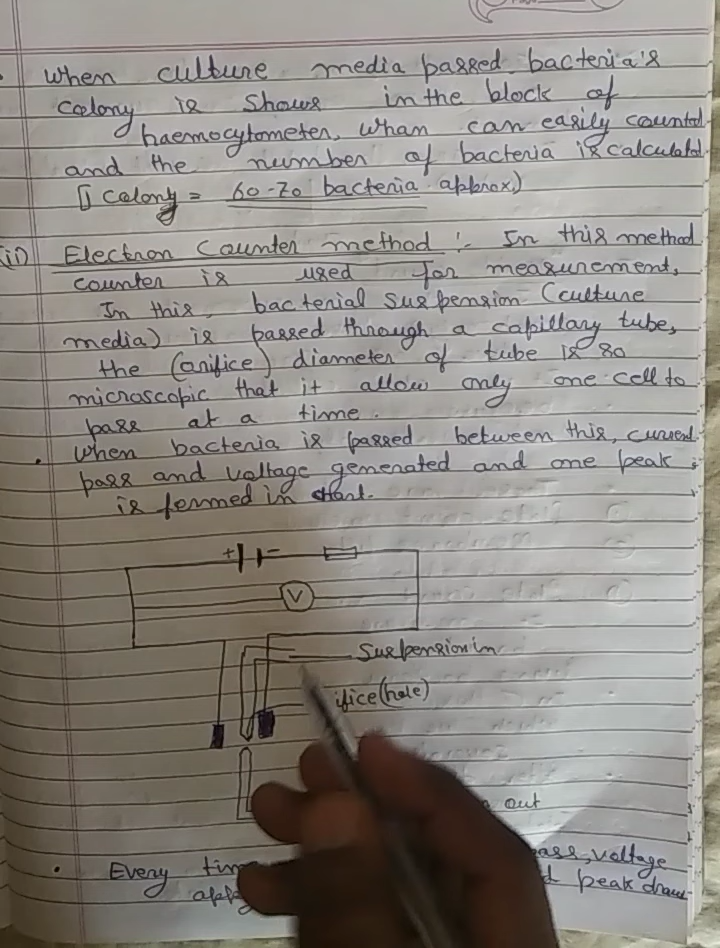 when culture media passed bacteria's
colony is shows in the block of
haemocytometer, whan can easily counted
and the number of bacteria is calculated
[1 colony = 60-70 bacteria approx)
(ii) Electron Counter method :- In this method
counter is used for measurement,
In this, bacterial suspension (culture
media) is passed through a capillary tube,
the (orifice) diameter of tube is so
microscopic that it allow only one cell to
pass at a time.
• when bacteria is passed between this, current
pass and voltage generated and one peak
is formed in chart.
+ -
V
Suspension in
ifice (hole)
out
• Every tim ass, voltage
app peak draw